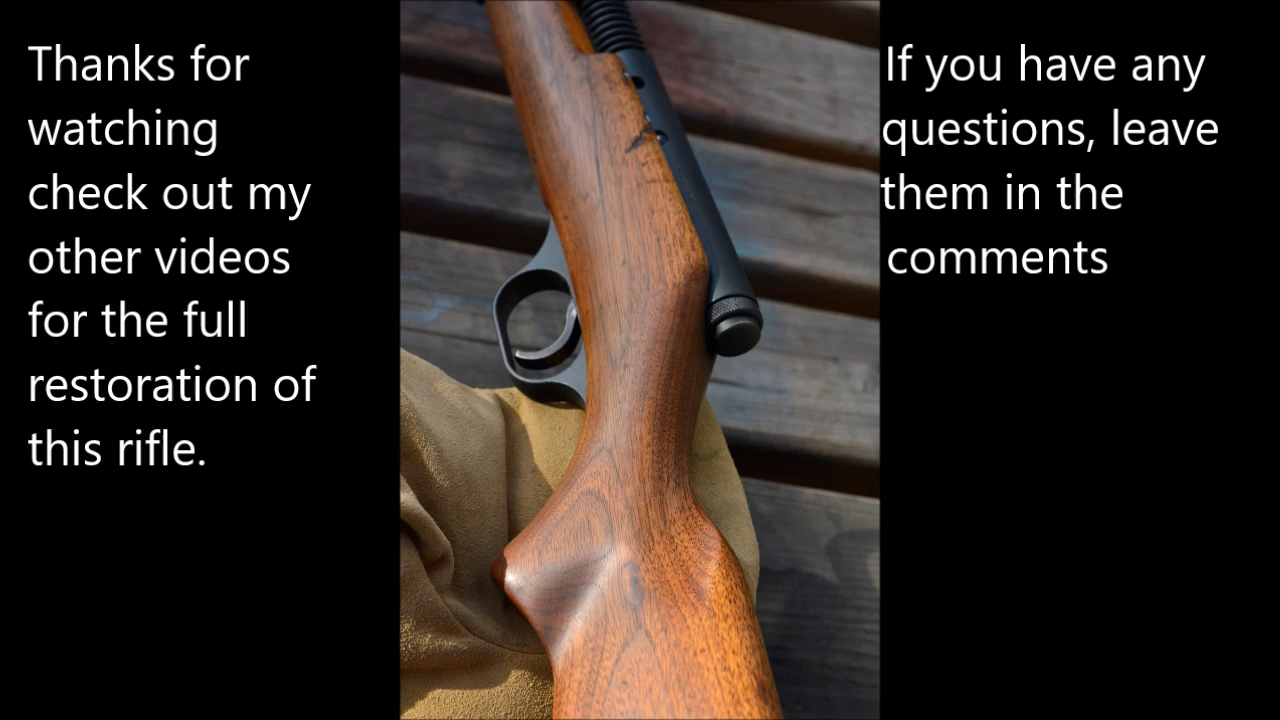 Thanks for
watching
check out my
other videos
for the full
restoration of
this rifle.
If you have any
questions, leave
them in the
comments